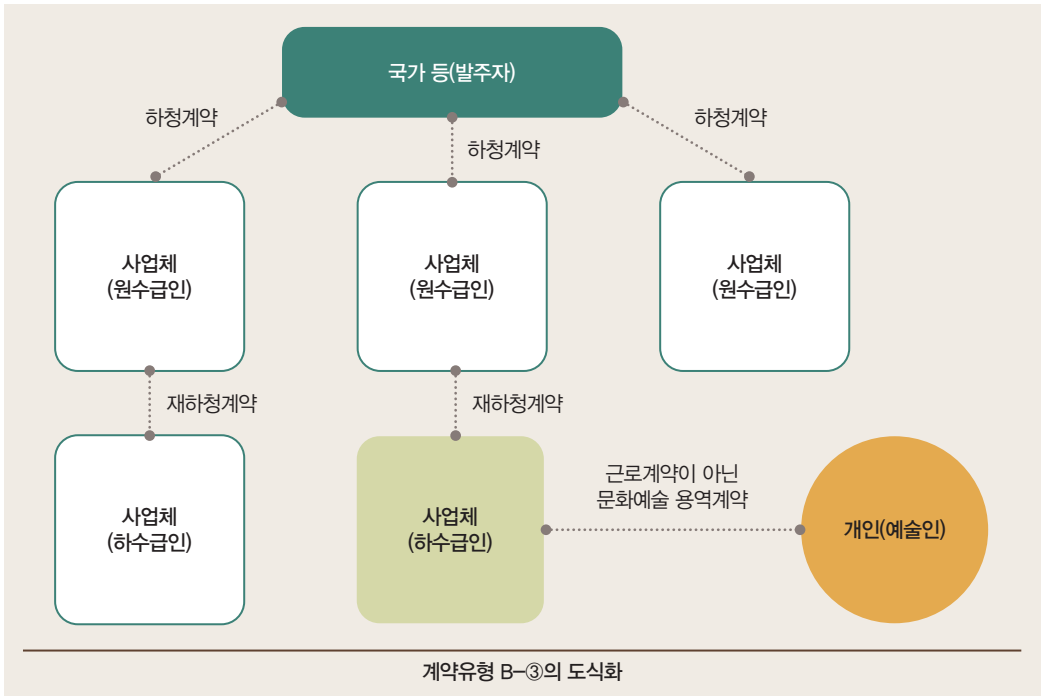 국가 등(발주자)
하청계약
하청계약
하청계약
사업체
(원수급인)
사업체
(원수급인)
사업체
(원수급인)
재하청계약
재하청계약
사업체
(하수급인)
사업체
(하수급인)
근로계약이 아닌
문화예술 용역계약
개인(예술인)
계약유형 B-③의 도식화